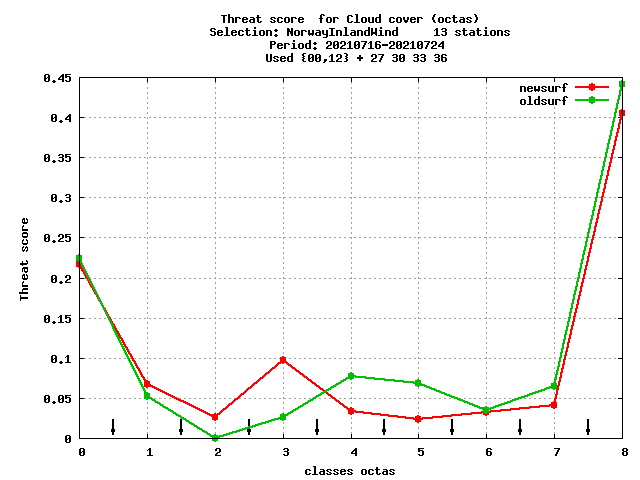 Threat score  for Cloud cover (octas)
Selection: NorwayInlandWind     13 stations
Period: 20210716-20210724
Used {00,12} + 27 30 33 36
newsurf
oldsurf
0.45
0.4
0.35
0.3
0.25
0.2
0.15
0.1
0.05
0
Threat score
0 1 2 3 4 5 6 7 8
classes octas